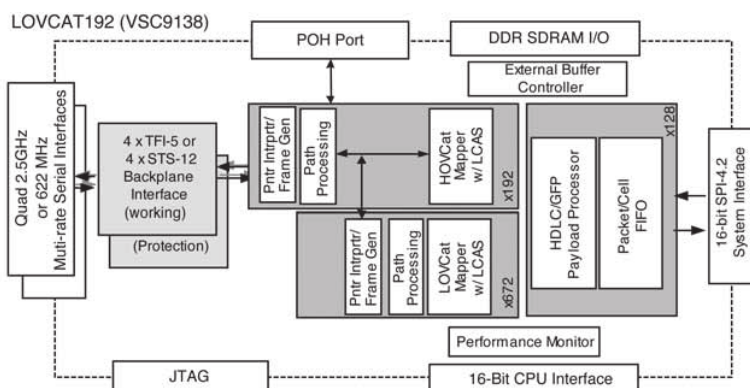 LOVCAT192 (VSC9138)
POH Port
DDR SDRAM I/O
External Buffer
Controller
Quad 2.5GHz
or 622 MHz
Muti-rate Serial Interfaces
4 x TFI-5 or
4 x STS-12
Backplane
Interface
(working)
(Protection)
Pntr Intrprtr/
Frame Gen
Path
Processing
HOVCat
Mapper
w/ LCAS
x192
Pntr Intrprtr/
Frame Gen
Path
Processing
LOVCat
Mapper
w/ LCAS
x672
HDLC/GFP
Payload Processor
Packet/Cell
FIFO
x128
16-bit SPI-4.2
System Interface
Performance Monitor
JTAG
16-Bit CPU Interface